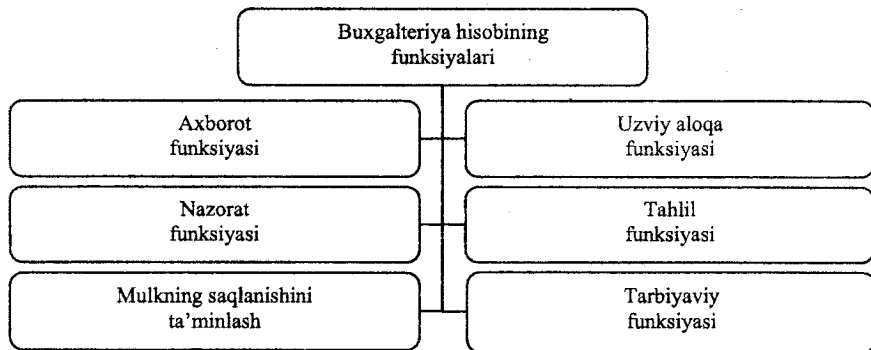 Buxgalteriya hisobining
funksiyalari
Axborot
funksiyasi
Uzviy aloqa
funksiyasi
Nazorat
funksiyasi
Tahlil
funksiyasi
Mulkning saqlanishini
ta’minlash
Tarbiyaviy
funksiyasi